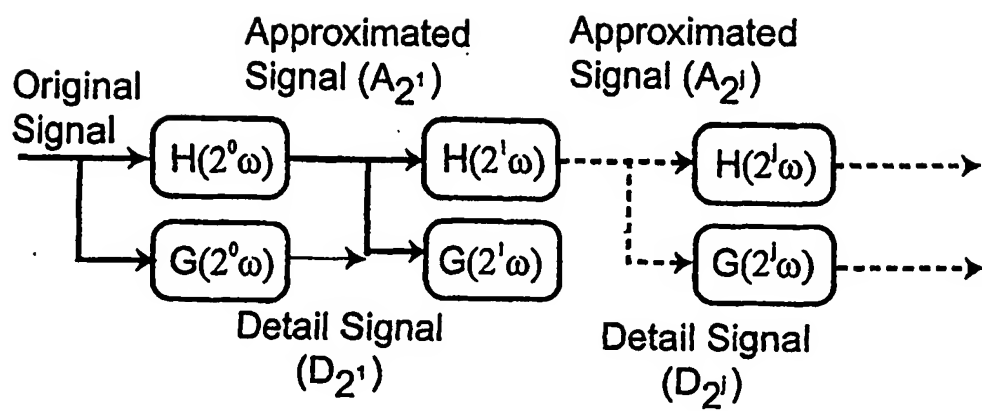 Approximated
Signal (A₂¹)
Approximated
Signal (A₂ʲ)
Original
Signal
H(2⁰ω)
H(2¹ω)
H(2ʲω)
G(2⁰ω)
G(2¹ω)
G(2ʲω)
Detail Signal
(D₂¹)
Detail Signal
(D₂ʲ)